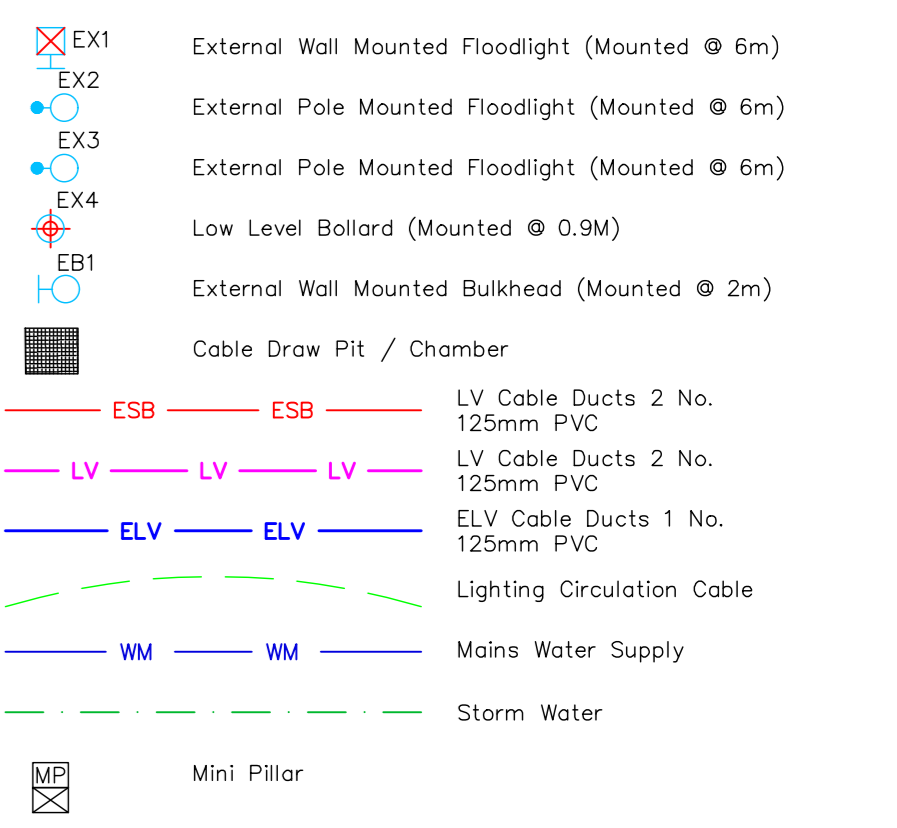 EX1 External Wall Mounted Floodlight (Mounted @ 6m)
EX2
External Pole Mounted Floodlight (Mounted @ 6m)
EX3
External Pole Mounted Floodlight (Mounted @ 6m)
EX4
Low Level Bollard (Mounted @ 0.9M)
EB1
External Wall Mounted Bulkhead (Mounted @ 2m)
Cable Draw Pit / Chamber
ESB ESB
LV Cable Ducts 2 No.
125mm PVC
LV LV LV
LV Cable Ducts 2 No.
125mm PVC
ELV ELV
ELV Cable Ducts 1 No.
125mm PVC
Lighting Circulation Cable
WM WM Mains Water Supply
Storm Water
MP Mini Pillar